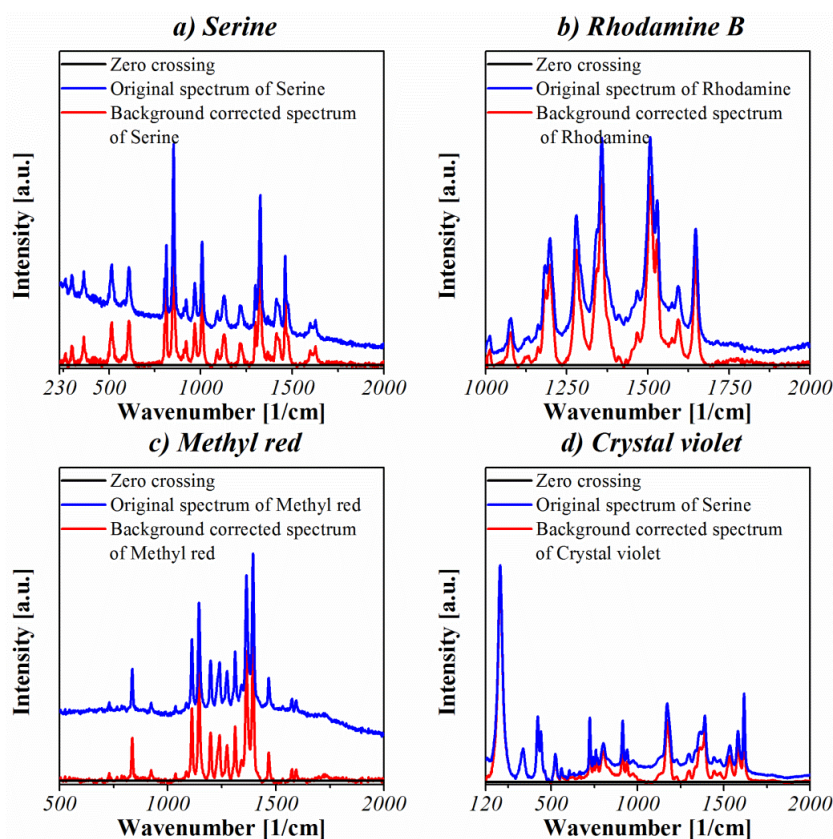 a) Serine
Zero crossing
Original spectrum of Serine
Background corrected spectrum
of Serine
Intensity [a.u.]
230 500 1000 1500 2000
Wavenumber [1/cm]
b) Rhodamine B
Zero crossing
Original spectrum of Rhodamine
Background corrected spectrum
of Rhodamine
Intensity [a.u.]
1000 1250 1500 1750 2000
Wavenumber [1/cm]
c) Methyl red
Zero crossing
Original spectrum of Methyl red
Background corrected spectrum
of Methyl red
Intensity [a.u.]
500 1000 1500 2000
Wavenumber [1/cm]
d) Crystal violet
Zero crossing
Original spectrum of Serine
Background corrected spectrum
of Crystal violet
Intensity [a.u.]
120 500 1000 1500 2000
Wavenumber [1/cm]